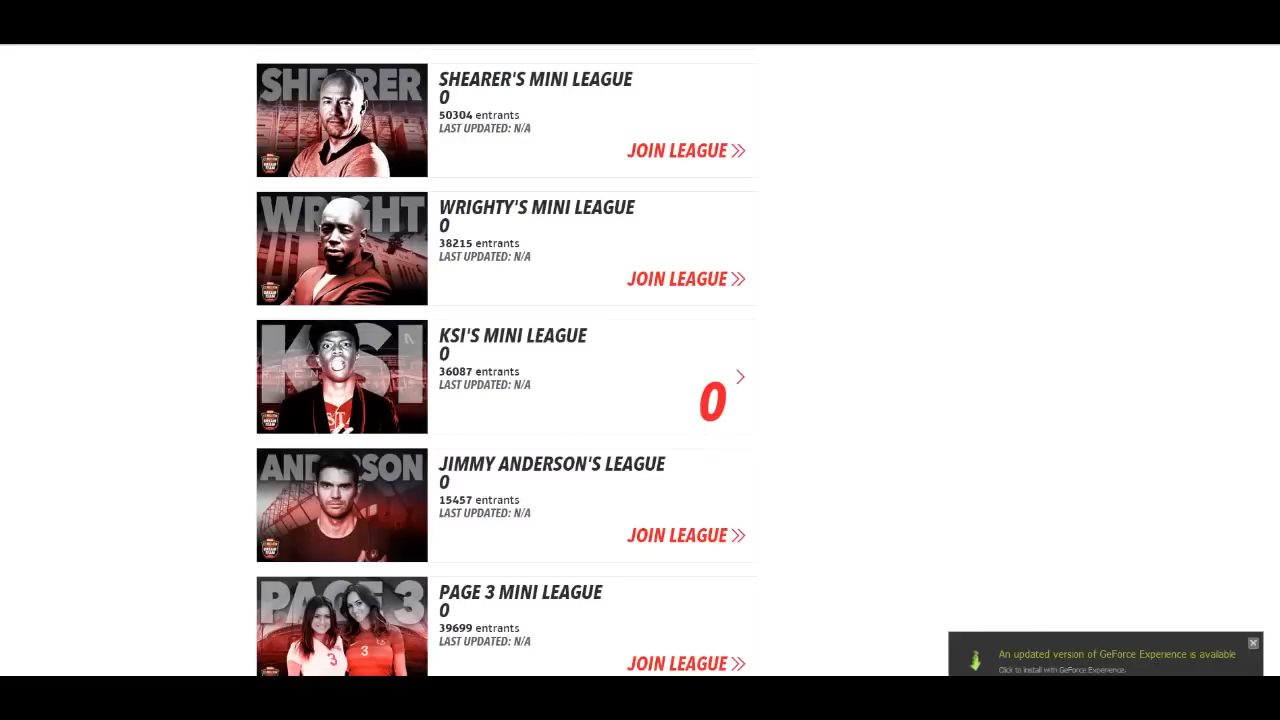 SHEARER
SHEARER'S MINI LEAGUE
0
50304 entrants
LAST UPDATED: N/A
JOIN LEAGUE
WRIGHT
WRIGHTY'S MINI LEAGUE
0
38215 entrants
LAST UPDATED: N/A
JOIN LEAGUE
KSI
KSI'S MINI LEAGUE
0
36087 entrants
LAST UPDATED: N/A
0
ANDERSON
JIMMY ANDERSON'S LEAGUE
0
15457 entrants
LAST UPDATED: N/A
JOIN LEAGUE
PAGE 3
3
3
PAGE 3 MINI LEAGUE
0
39699 entrants
LAST UPDATED: N/A
JOIN LEAGUE
An updated version of GeForce Experience is available
Click to install with GeForce Experience.